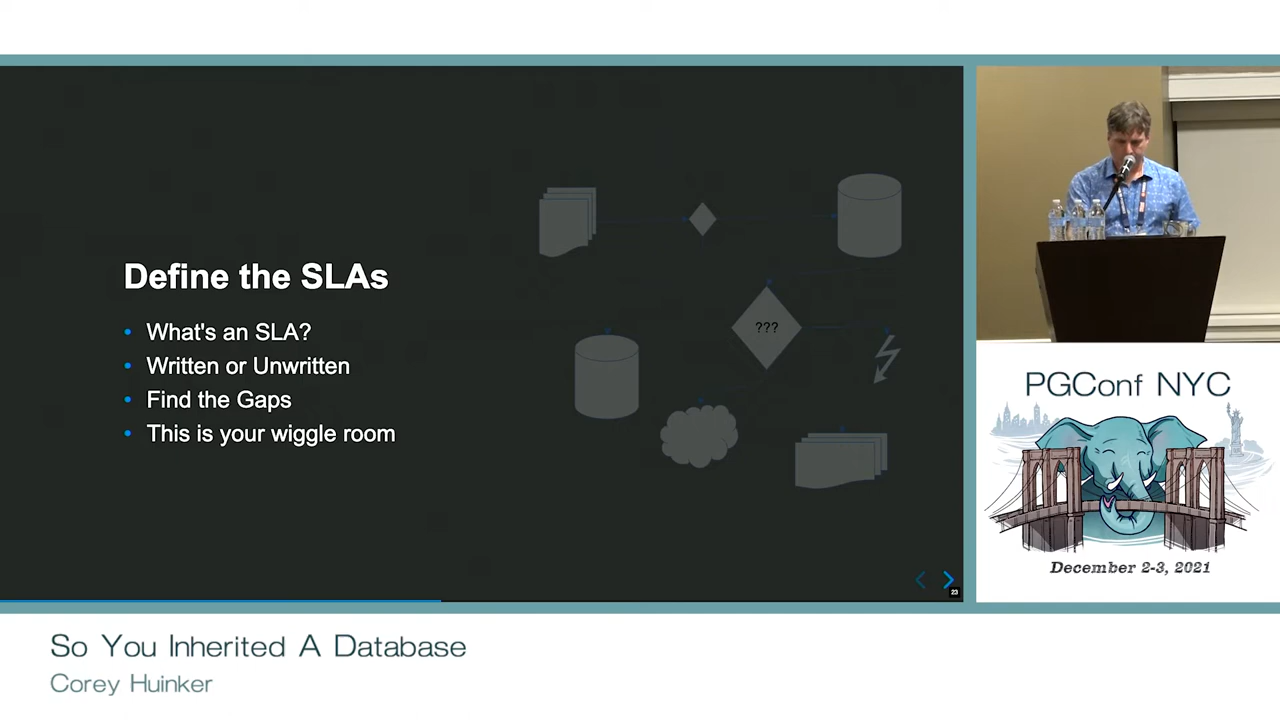 Define the SLAs
What's an SLA?
Written or Unwritten
Find the Gaps
This is your wiggle room
???
23
PGConf NYC
December 2-3, 2021
So You Inherited A Database
Corey Huinker